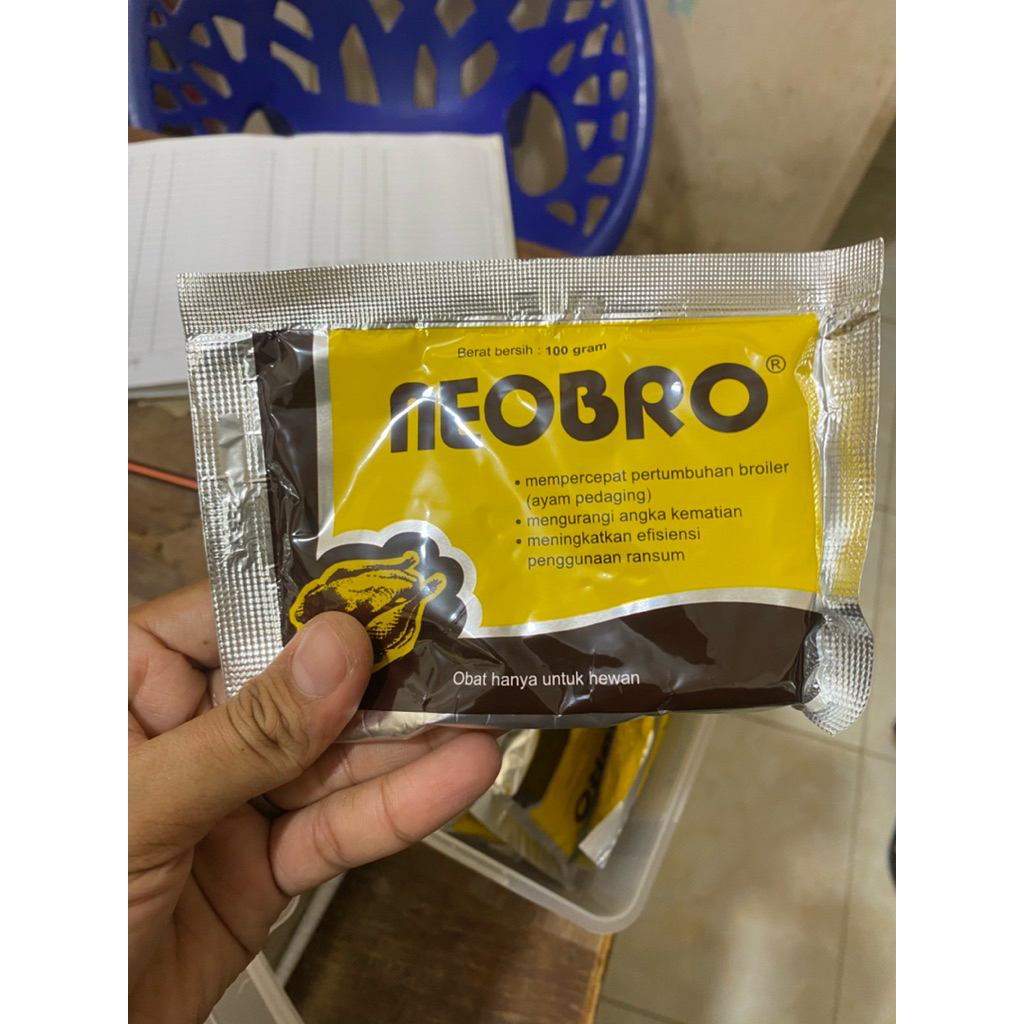 Berat bersih : 100 gram
NEOBRO®
• mempercepat pertumbuhan broiler
(ayam pedaging)
• mengurangi angka kematian
• meningkatkan efisiensi
penggunaan ransum
Obat hanya untuk hewan